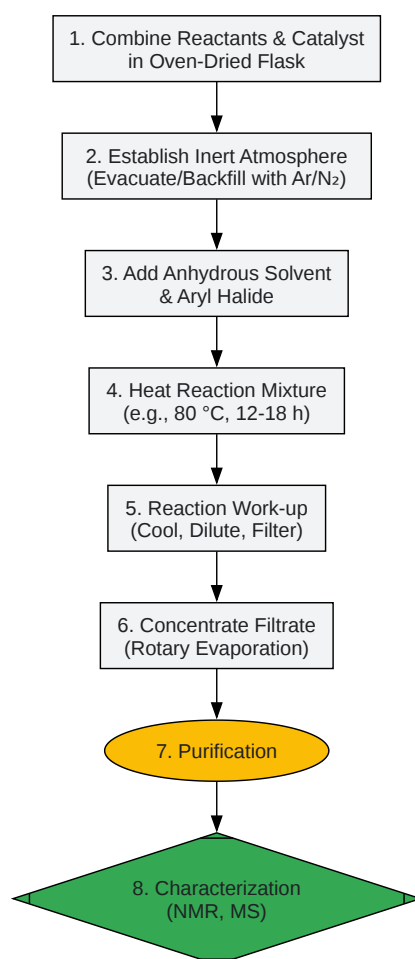 1. Combine Reactants & Catalyst
in Oven-Dried Flask
2. Establish Inert Atmosphere
(Evacuate/Backfill with Ar/N₂)
3. Add Anhydrous Solvent
& Aryl Halide
4. Heat Reaction Mixture
(e.g., 80 °C, 12-18 h)
5. Reaction Work-up
(Cool, Dilute, Filter)
6. Concentrate Filtrate
(Rotary Evaporation)
7. Purification
8. Characterization
(NMR, MS)